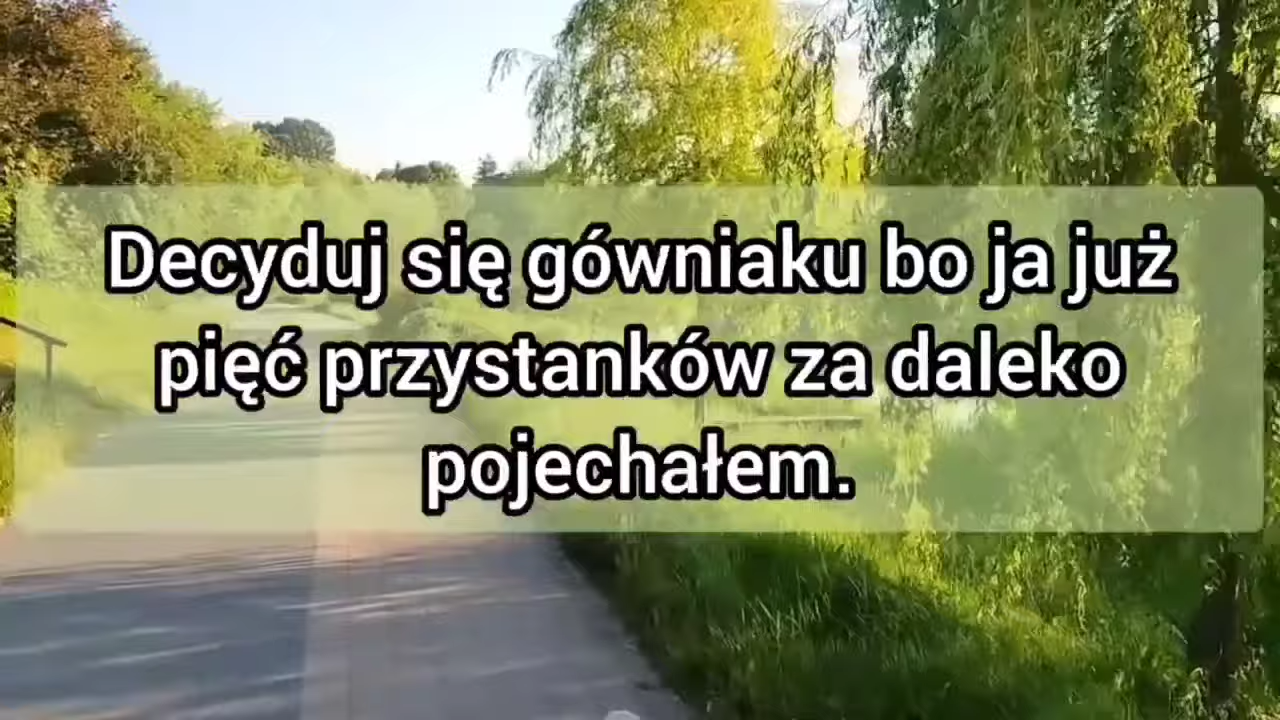 Decyduj się gówniaku bo ja już
pięć przystanków za daleko
pojechałem.